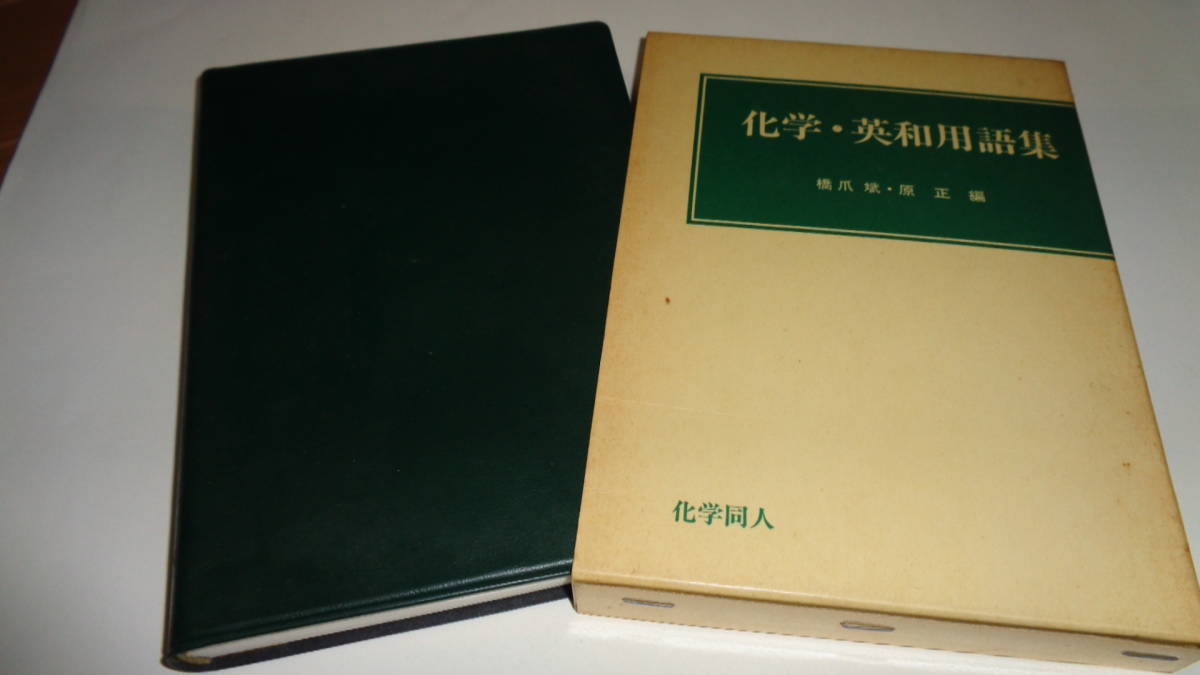 化学・英和用語集
橋爪 斌・原 正 編
化学同人